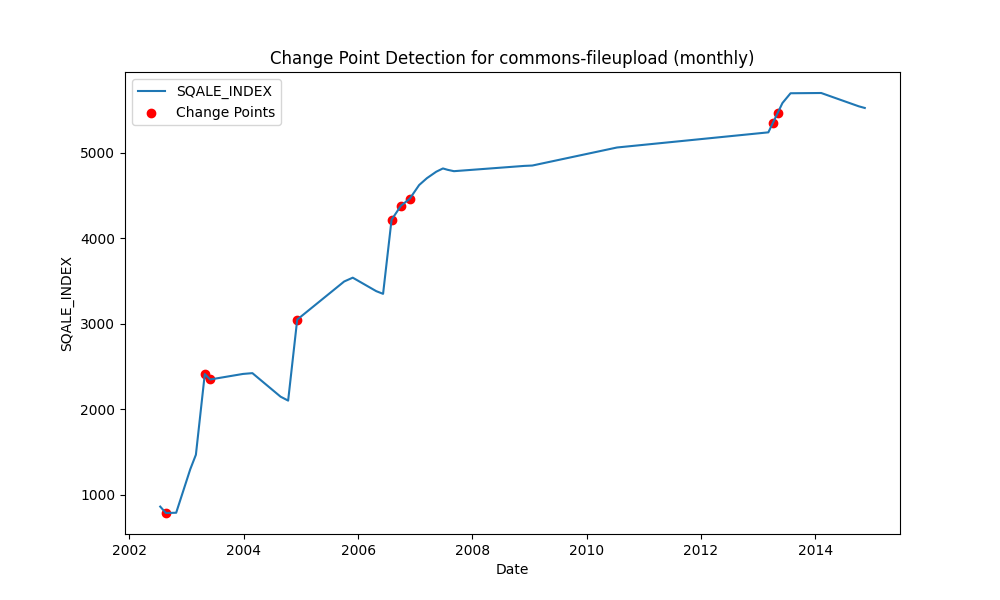 Change Point Detection for commons-fileupload (monthly)
SQALE_INDEX
Change Points
5000
4000
3000
2000
1000
SQALE_INDEX
2002 2004 2006 2008 2010 2012 2014
Date